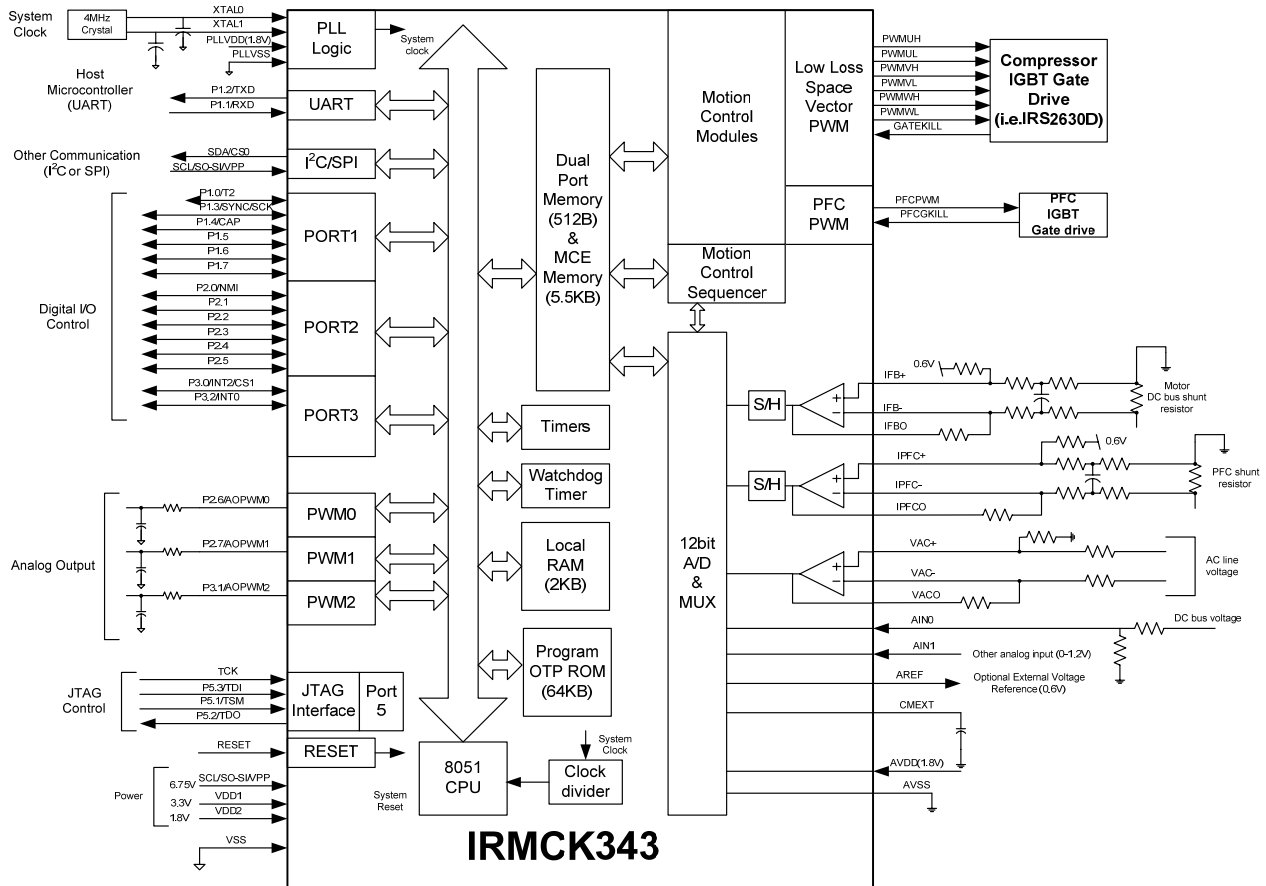 System
Clock
4MHz
Crystal
XTAL0
XTAL1
PLLVDD(1.8V)
PLLVSS
PLL
Logic
System
clock
Host
Microcontroller
(UART)
P1.2/TXD
P1.1/RXD
UART
Other Communication
(I²C or SPI)
SDA/CS0
SCL/SO-SI/VPP
I²C/SPI
Digital I/O
Control
P1.0/T2
P1.3/SYNC/SCK
P1.4/CAP
P1.5
P1.6
P1.7
PORT1
P2.0/NMI
P2.1
P2.2
P2.3
P2.4
P2.5
PORT2
P3.0/INT2/CS1
P3.2/INT0
PORT3
Analog Output
P2.6/AOPWM0
P2.7/AOPWM1
P3.1/AOPWM2
PWM0
PWM1
PWM2
JTAG
Control
TCK
P5.3/TDI
P5.1/TSM
P5.2/TDO
JTAG
Interface
Port
5
RESET
RESET
System
Reset
Power
6.75V
SCL/SO-SI/VPP
3.3V
VDD1
1.8V
VDD2
VSS
8051
CPU
System
Clock
Clock
divider
Dual
Port
Memory
(512B)
&
MCE
Memory
(5.5KB)
Timers
Watchdog
Timer
Local
RAM
(2KB)
Program
OTP ROM
(64KB)
Motion
Control
Modules
Motion
Control
Sequencer
Low Loss
Space
Vector
PWM
PFC
PWM
12bit
A/D
&
MUX
PWMUH
PWMUL
PWMVH
PWMVL
PWMWH
PWMWL
GATEKILL
Compressor
IGBT Gate
Drive
(i.e.IRS2630D)
PFCPWM
PFCGKILL
PFC
IGBT
Gate drive
S/H
+
−
IFB+
IFB-
IFBO
0.6V
Motor
DC bus shunt
resistor
S/H
+
−
IPFC+
IPFC-
IPFCO
0.6V
PFC shunt
resistor
+
−
VAC+
VAC-
VACO
AC line
voltage
AIN0
DC bus voltage
AIN1
Other analog input (0-1.2V)
AREF
Optional External Voltage
Reference (0.6V)
CMEXT
AVDD(1.8V)
AVSS
IRMCK343